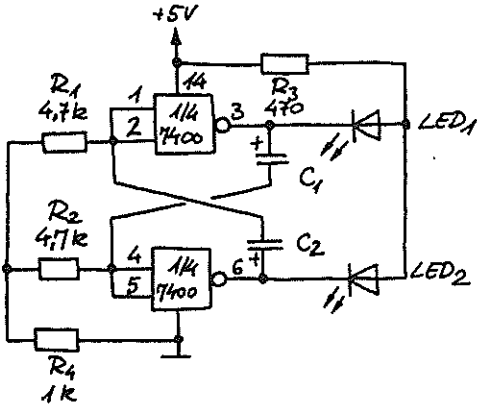 +5V
14
R1
4,7k
1
2
1/4
7400
3
R3
470
LED1
+
C1
R2
4,7k
4
5
1/4
7400
6
+
C2
LED2
R4
1k